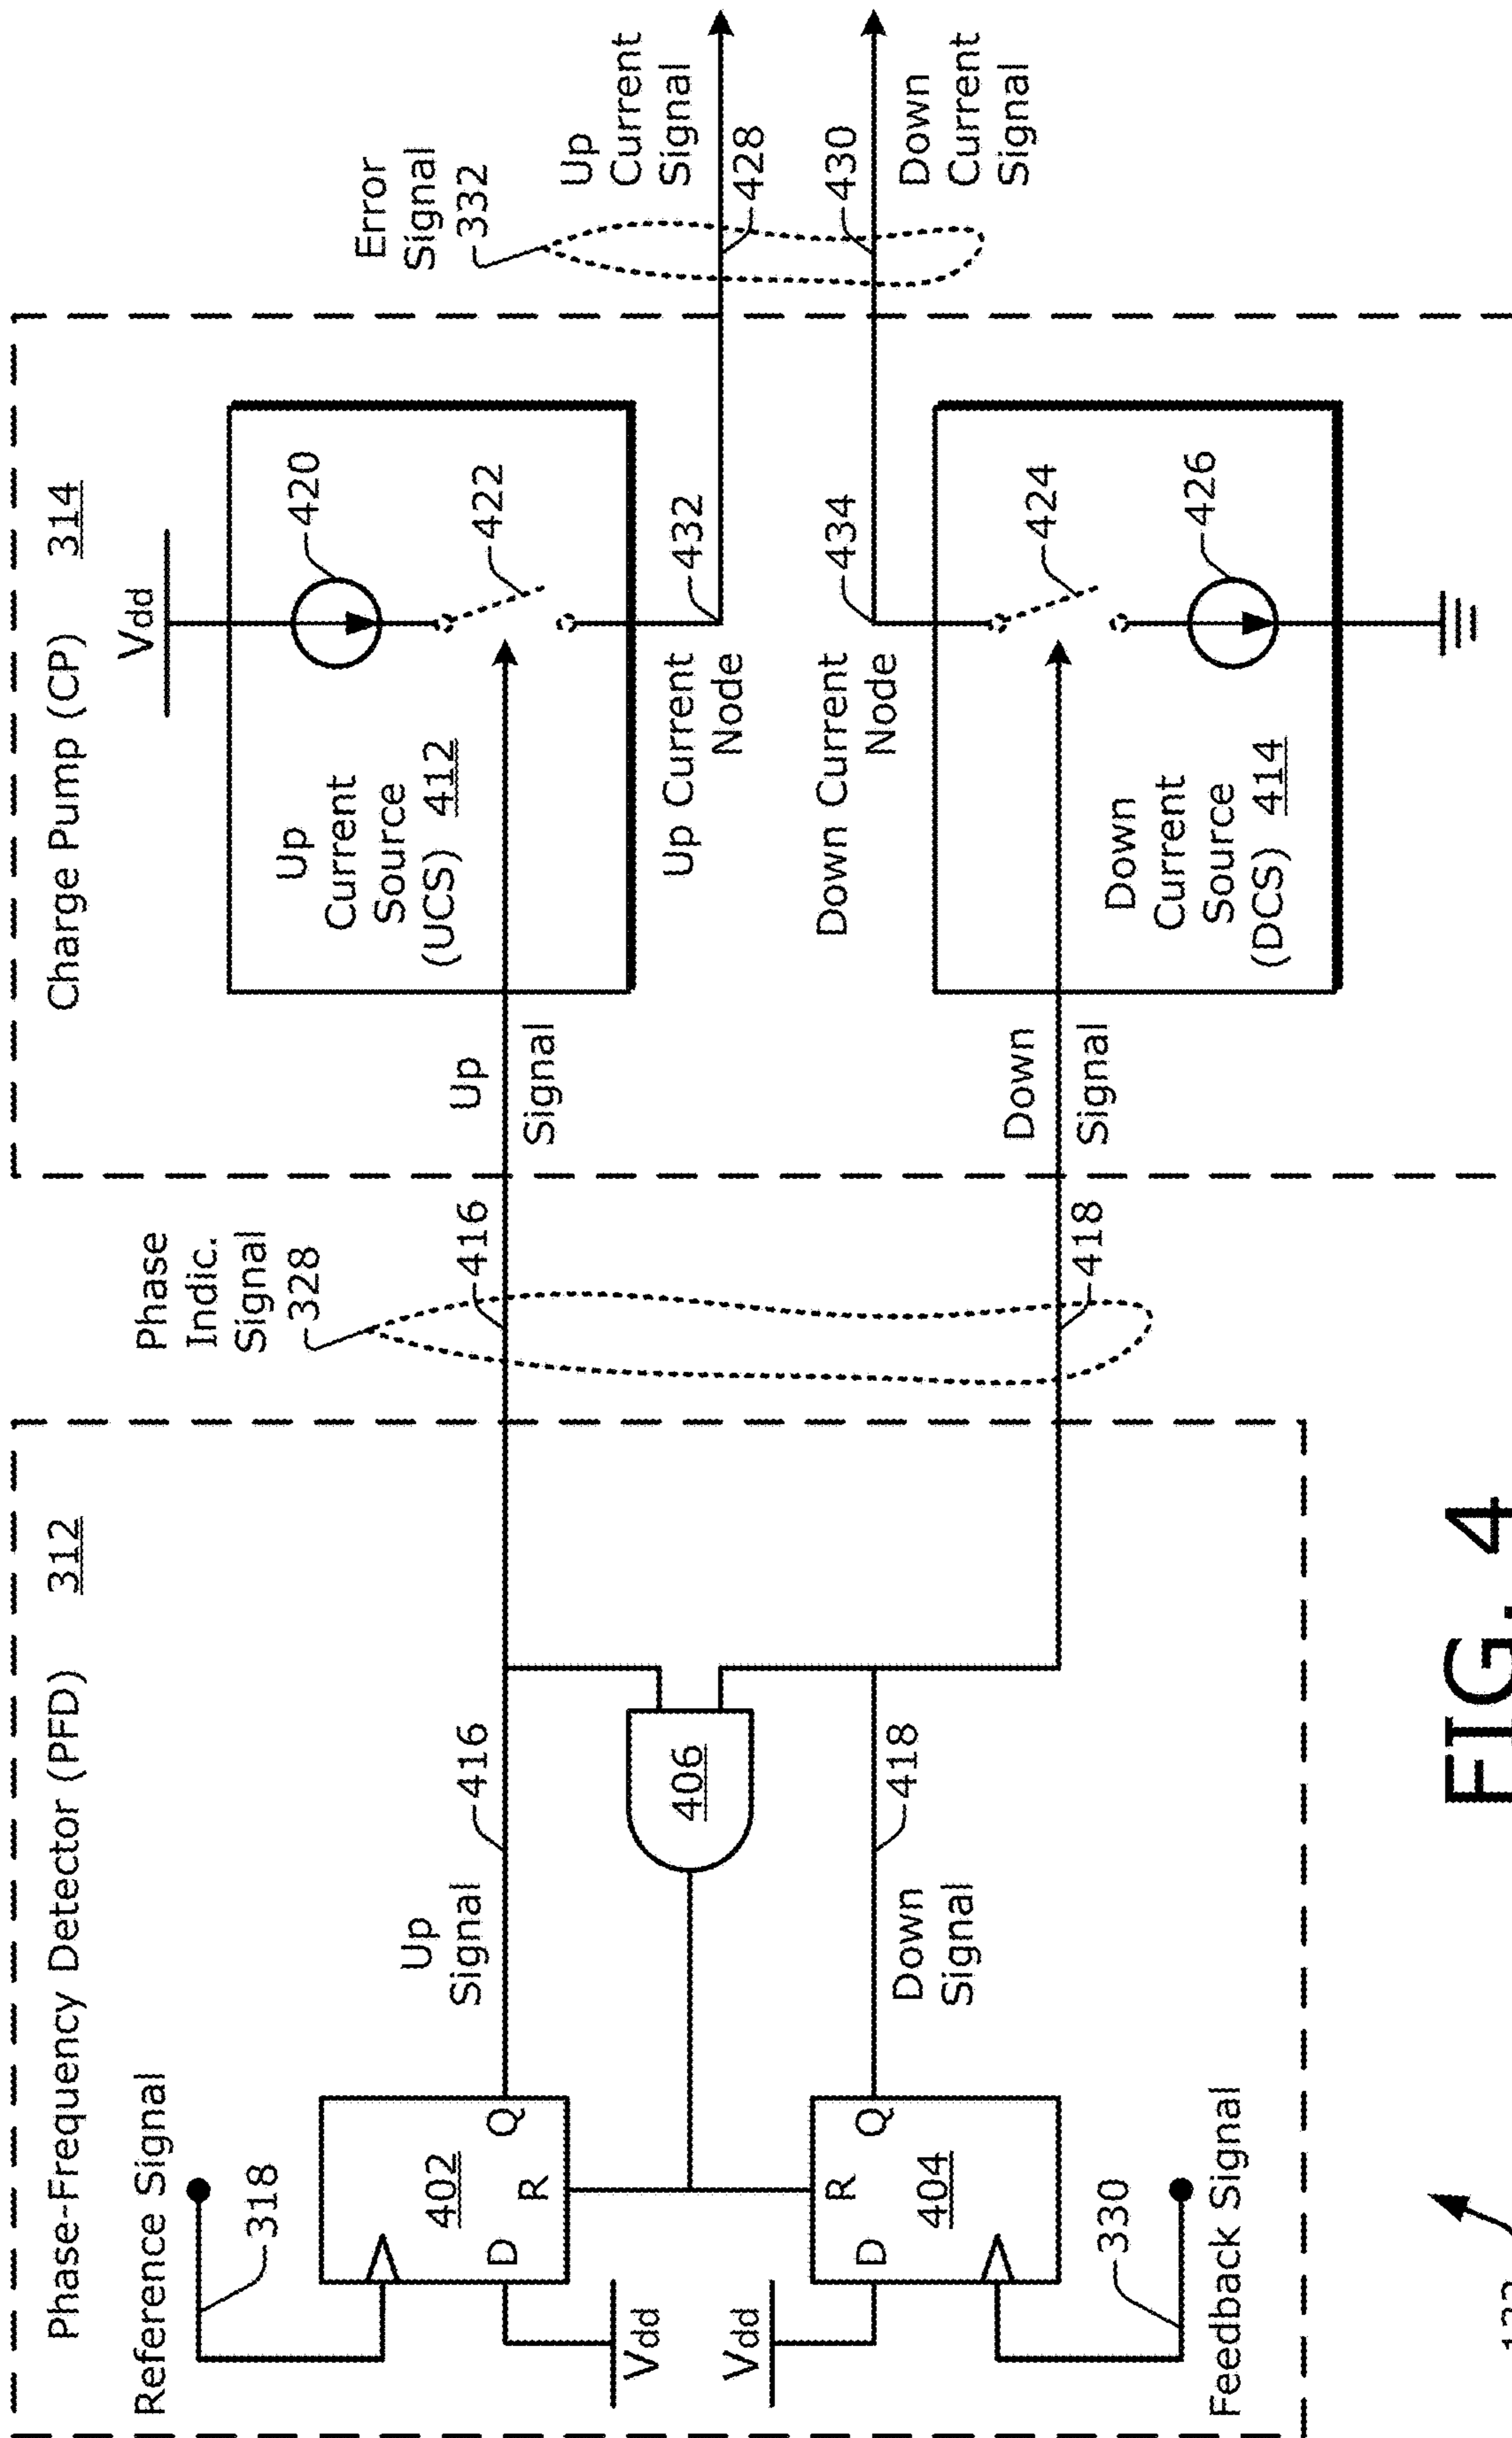 Phase-Frequency Detector (PFD) 312
Reference Signal
318
402
D
R
Q
Vdd
Vdd
D
R
Q
404
330
Feedback Signal
Up
Signal
416
406
418
Down
Signal
Phase
Indic.
Signal
328
416
418
Charge Pump (CP) 314
Vdd
Up
Signal
Up
Current
Source
(UCS) 412
420
422
Up Current
Node
432
Down Current
Node
434
Down
Signal
Down
Current
Source
(DCS) 414
424
426
Error
Signal
332
Up
Current
Signal
428
430
Down
Current
Signal
FIG. 4